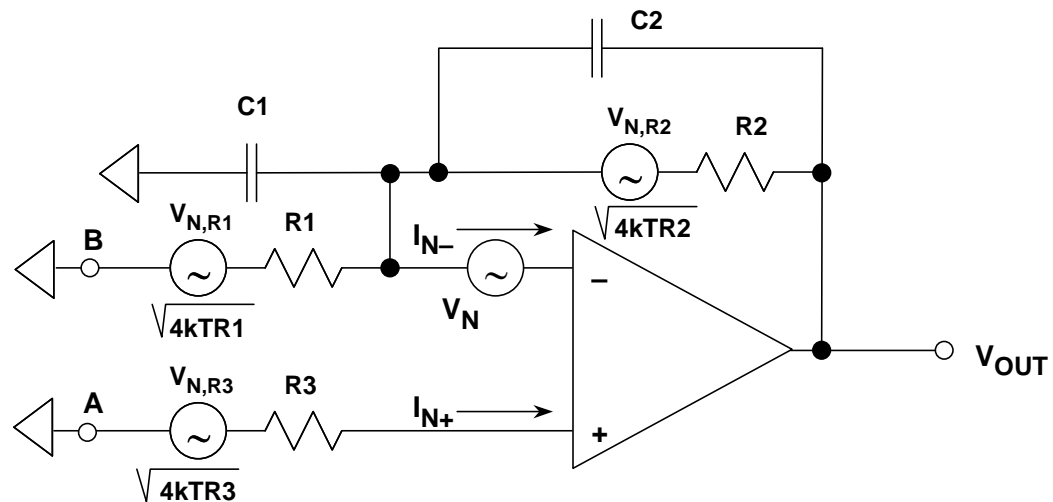 C2
C1
V_N,R2
R2
V_N,R1
R1
√4kTR2
B
I_N–
~
~
~
–
V_N
√4kTR1
V_OUT
V_N,R3
R3
A
I_N+
~
+
√4kTR3